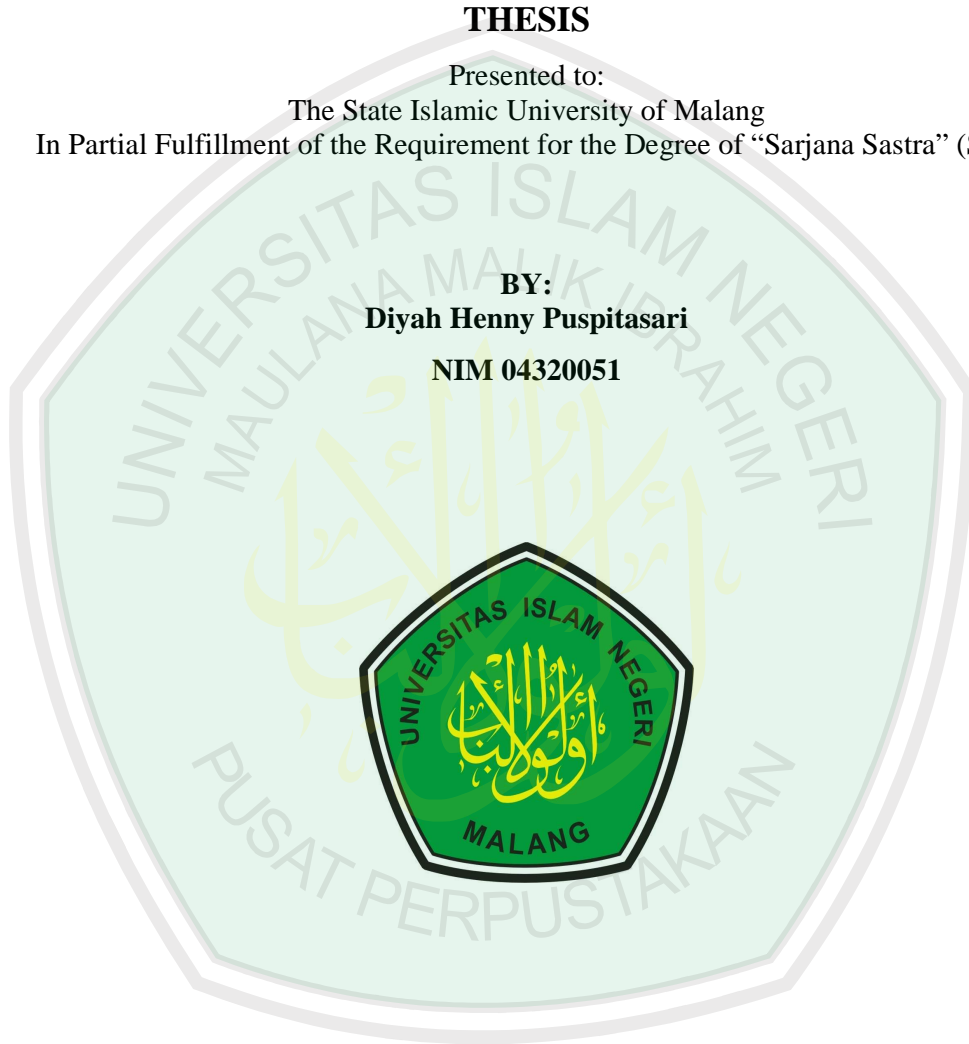 THESIS
Presented to:
The State Islamic University of Malang
In Partial Fulfillment of the Requirement for the Degree of “Sarjana Sastra” (
BY:
Diyah Henny Puspitasari
NIM 04320051
UNIVERSITAS ISLAM NEGERI
MAULANA MALIK IBRAHIM
UNIVERSITAS ISLAM NEGERI
أولوا الألباب
MALANG
PUSAT PERPUSTAKAAN